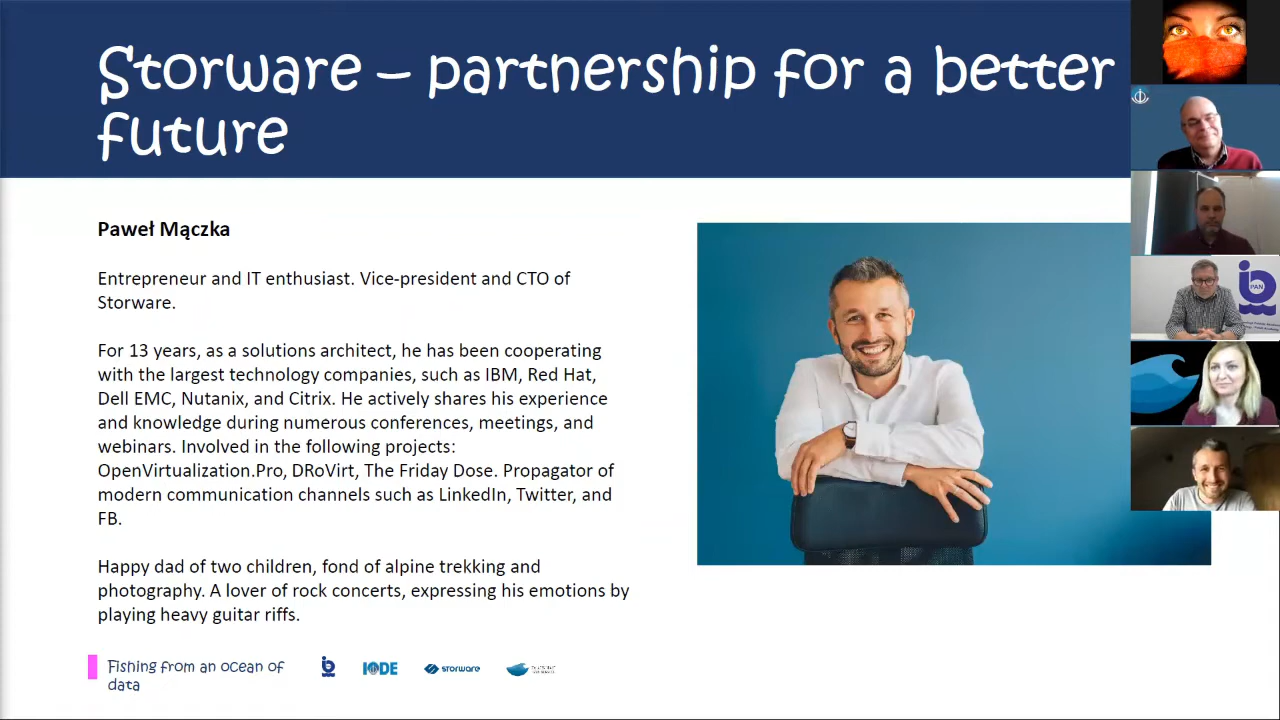 Storware – partnership for a better
future
Paweł Mączka
Entrepreneur and IT enthusiast. Vice-president and CTO of
Storware.
For 13 years, as a solutions architect, he has been cooperating
with the largest technology companies, such as IBM, Red Hat,
Dell EMC, Nutanix, and Citrix. He actively shares his experience
and knowledge during numerous conferences, meetings, and
webinars. Involved in the following projects:
OpenVirtualization.Pro, DRoVirt, The Friday Dose. Propagator of
modern communication channels such as LinkedIn, Twitter, and
FB.
Happy dad of two children, fond of alpine trekking and
photography. A lover of rock concerts, expressing his emotions by
playing heavy guitar riffs.
PAN
Fishing from an ocean of
data
IODE
storware